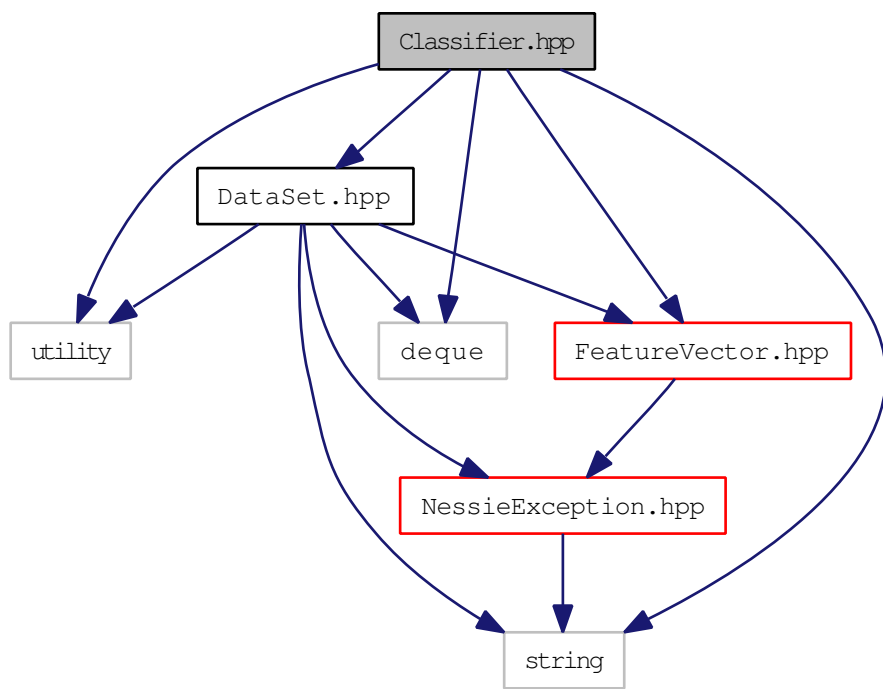 Classifier.hpp
DataSet.hpp
utility
deque
FeatureVector.hpp
NessieException.hpp
string